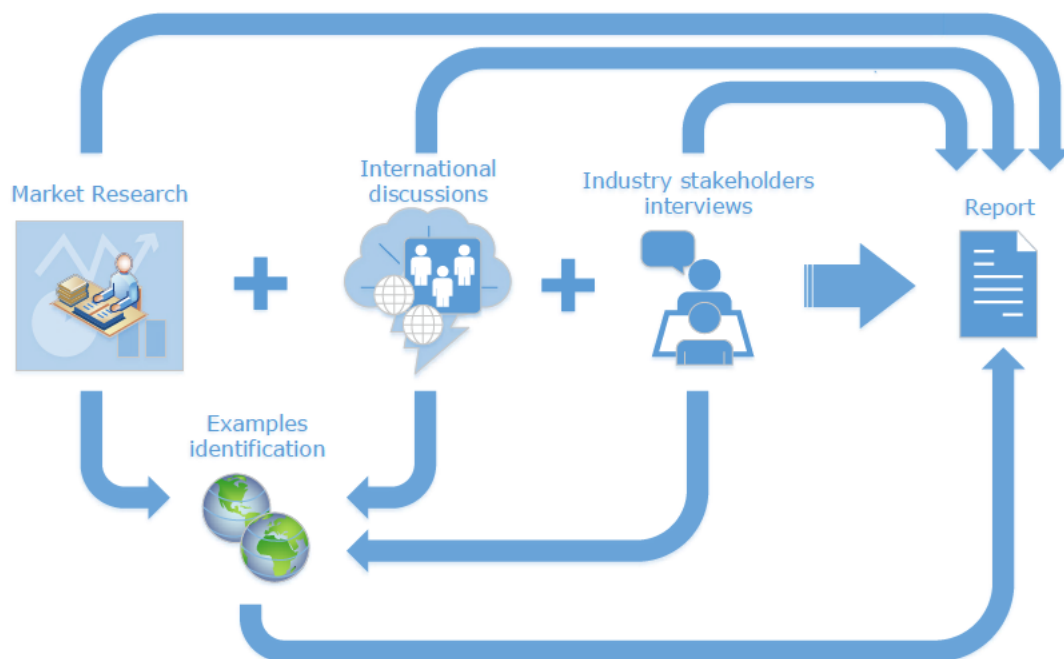 Market Research
International
discussions
Industry stakeholders
interviews
Report
Examples
identification